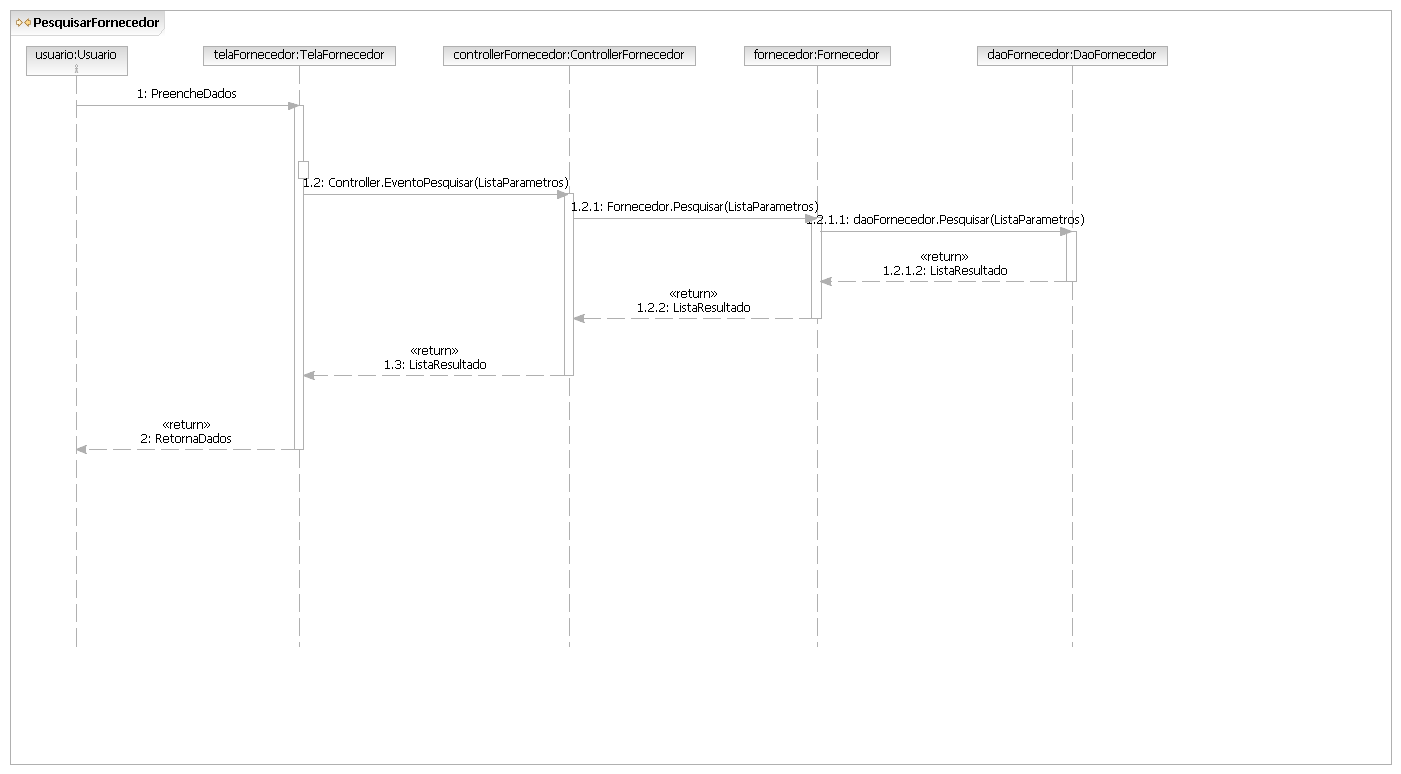 PesquisarFornecedor
usuario:Usuario
telaFornecedor:TelaFornecedor
controllerFornecedor:ControllerFornecedor
fornecedor:Fornecedor
daoFornecedor:DaoFornecedor
1: PreencheDados
1.2: Controller.EventoPesquisar(ListaParametros)
1.2.1: Fornecedor.Pesquisar(ListaParametros)
1.2.1.1: daoFornecedor.Pesquisar(ListaParametros)
«return»
1.2.1.2: ListaResultado
«return»
1.2.2: ListaResultado
«return»
1.3: ListaResultado
«return»
2: RetornaDados